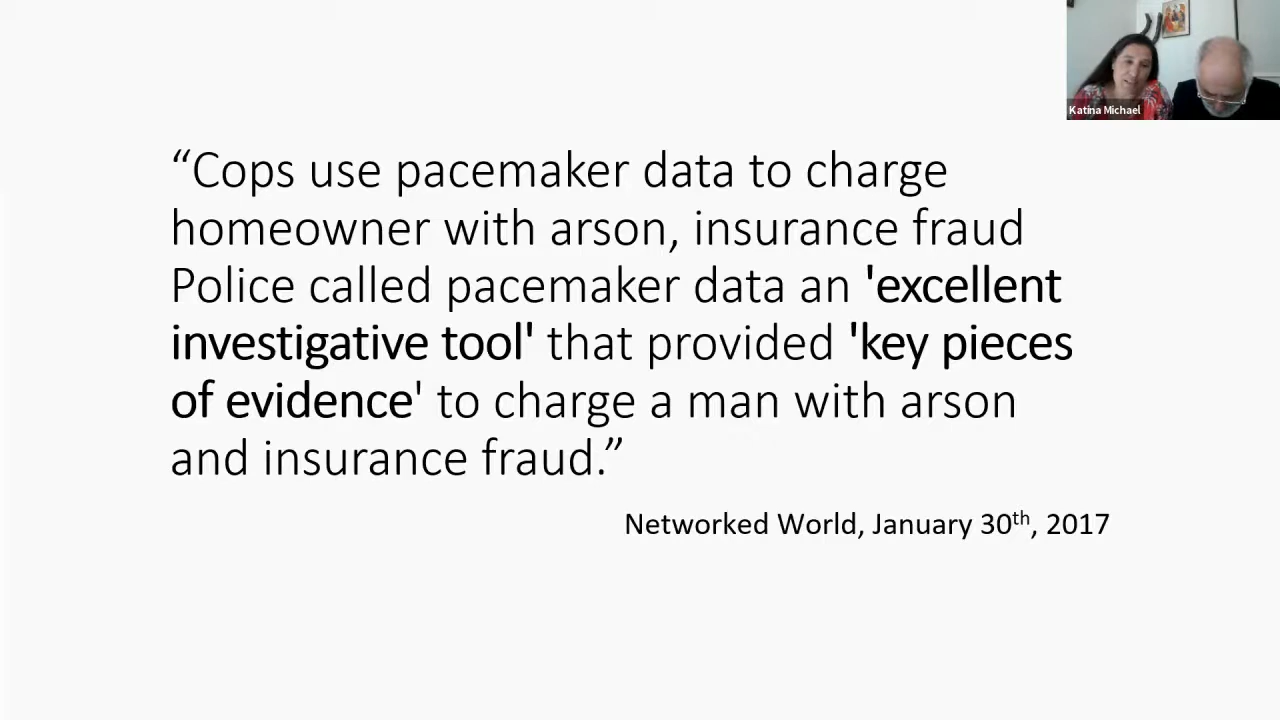 Katina Michael
“Cops use pacemaker data to charge
homeowner with arson, insurance fraud
Police called pacemaker data an 'excellent
investigative tool' that provided 'key pieces
of evidence' to charge a man with arson
and insurance fraud.”
Networked World, January 30th, 2017